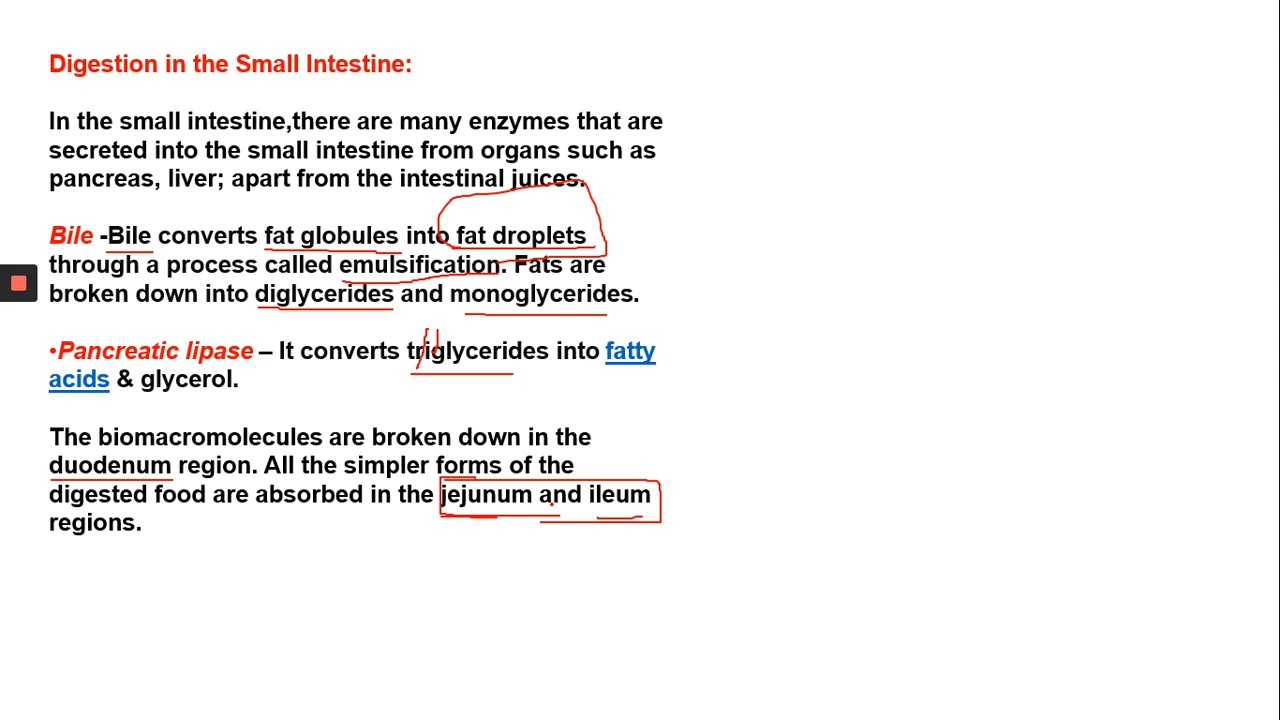 Digestion in the Small Intestine:
In the small intestine,there are many enzymes that are
secreted into the small intestine from organs such as
pancreas, liver; apart from the intestinal juices.
Bile -Bile converts fat globules into fat droplets
through a process called emulsification. Fats are
broken down into diglycerides and monoglycerides.
•Pancreatic lipase – It converts triglycerides into fatty
acids & glycerol.
The biomacromolecules are broken down in the
duodenum region. All the simpler forms of the
digested food are absorbed in the jejunum and ileum
regions.